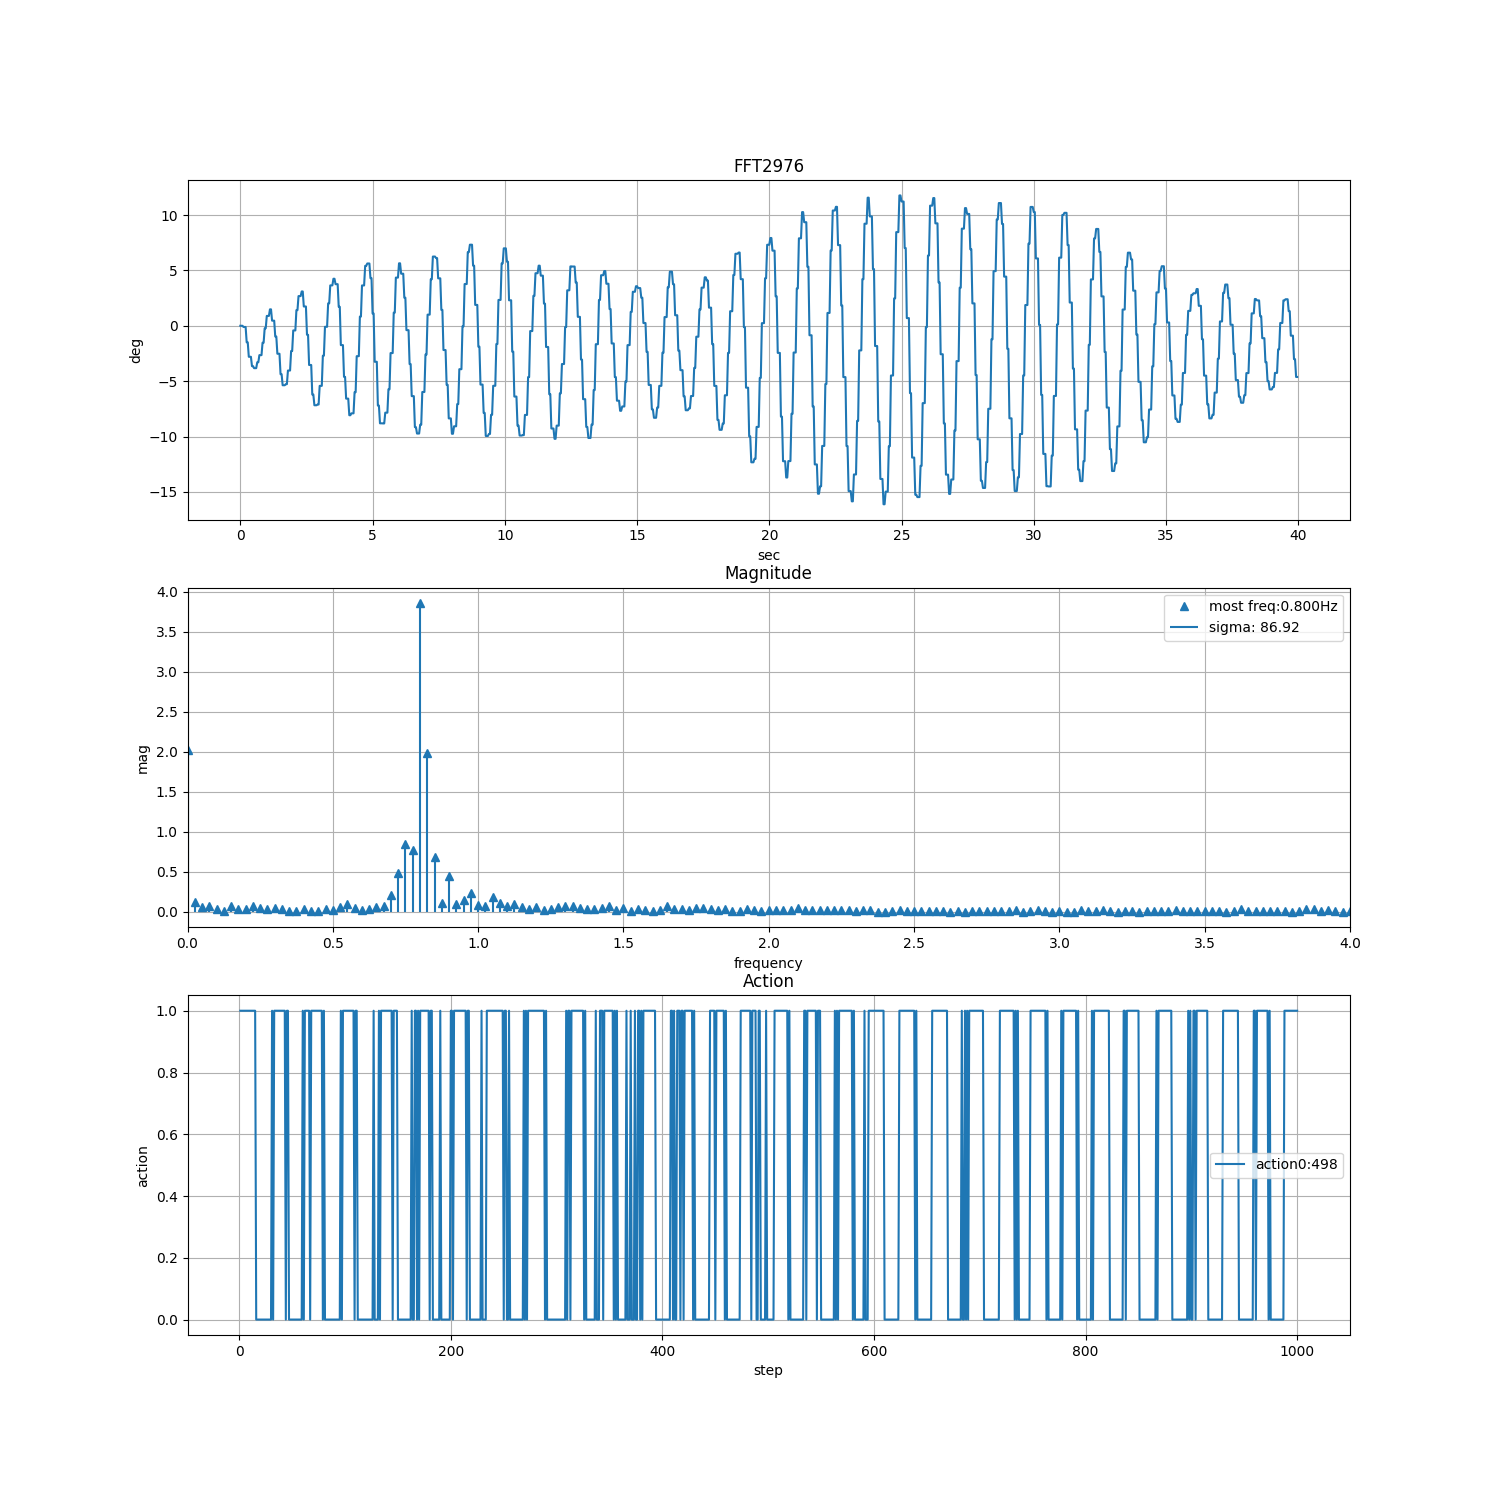 FFT2976
10
5
0
−5
−10
−15
deg
0 5 10 15 20 25 30 35 40
sec
Magnitude
4.0
3.5
3.0
2.5
2.0
1.5
1.0
0.5
0.0
mag
most freq:0.800Hz
sigma: 86.92
0.0 0.5 1.0 1.5 2.0 2.5 3.0 3.5 4.0
frequency
Action
1.0
0.8
0.6
0.4
0.2
0.0
action
action0:498
0 200 400 600 800 1000
step